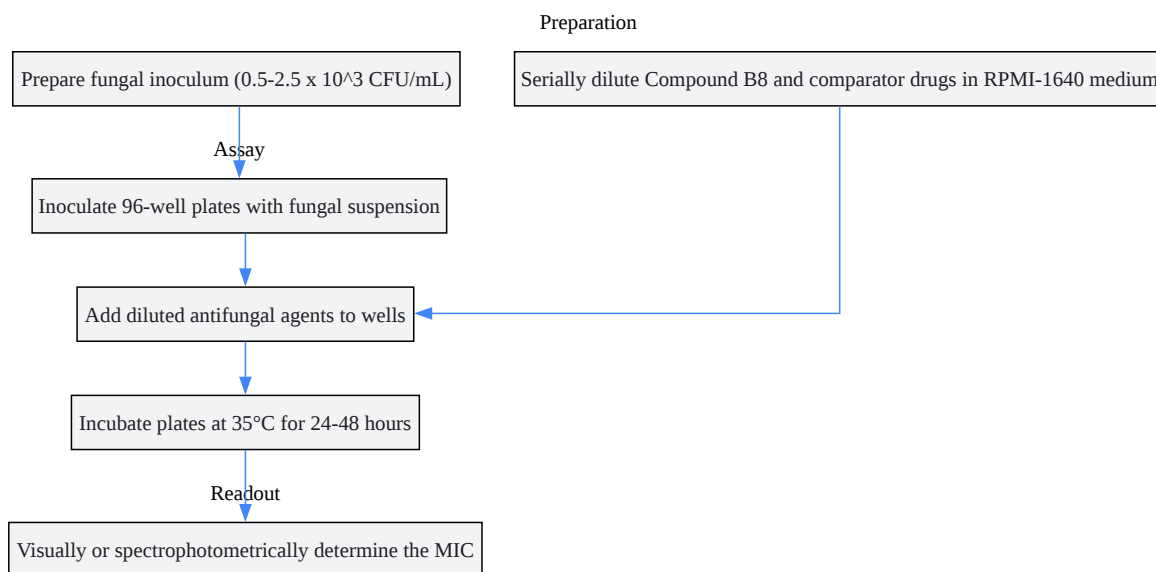 Preparation
Prepare fungal inoculum (0.5-2.5 x 10^3 CFU/mL)
Serially dilute Compound B8 and comparator drugs in RPMI-1640 medium
Assay
Inoculate 96-well plates with fungal suspension
Add diluted antifungal agents to wells
Incubate plates at 35°C for 24-48 hours
Readout
Visually or spectrophotometrically determine the MIC